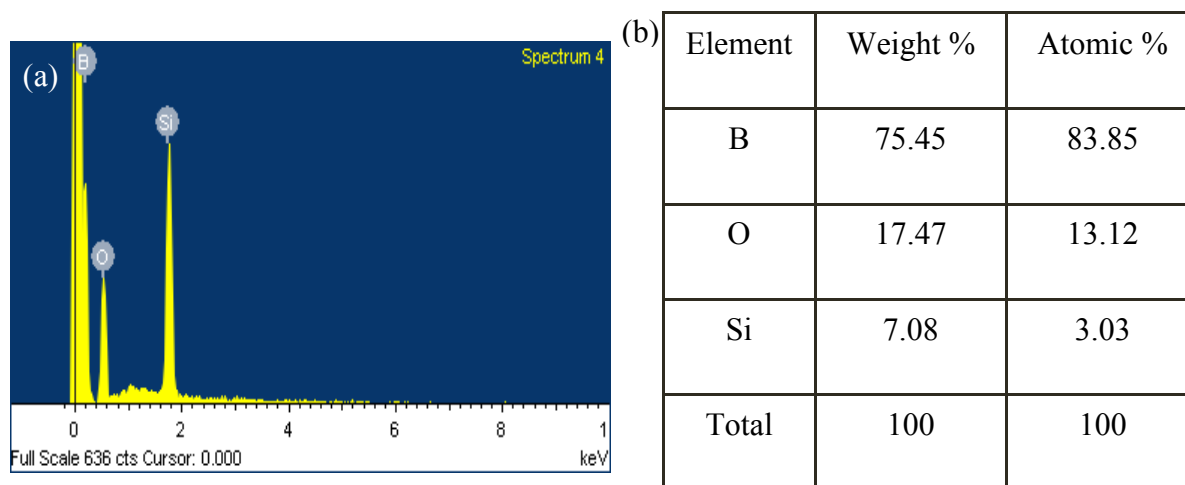 (a)
Spectrum 4
B
O
Si
0 2 4 6 8 1
Full Scale 636 cts Cursor: 0.000 keV
(b)
Element Weight % Atomic %
B 75.45 83.85
O 17.47 13.12
Si 7.08 3.03
Total 100 100